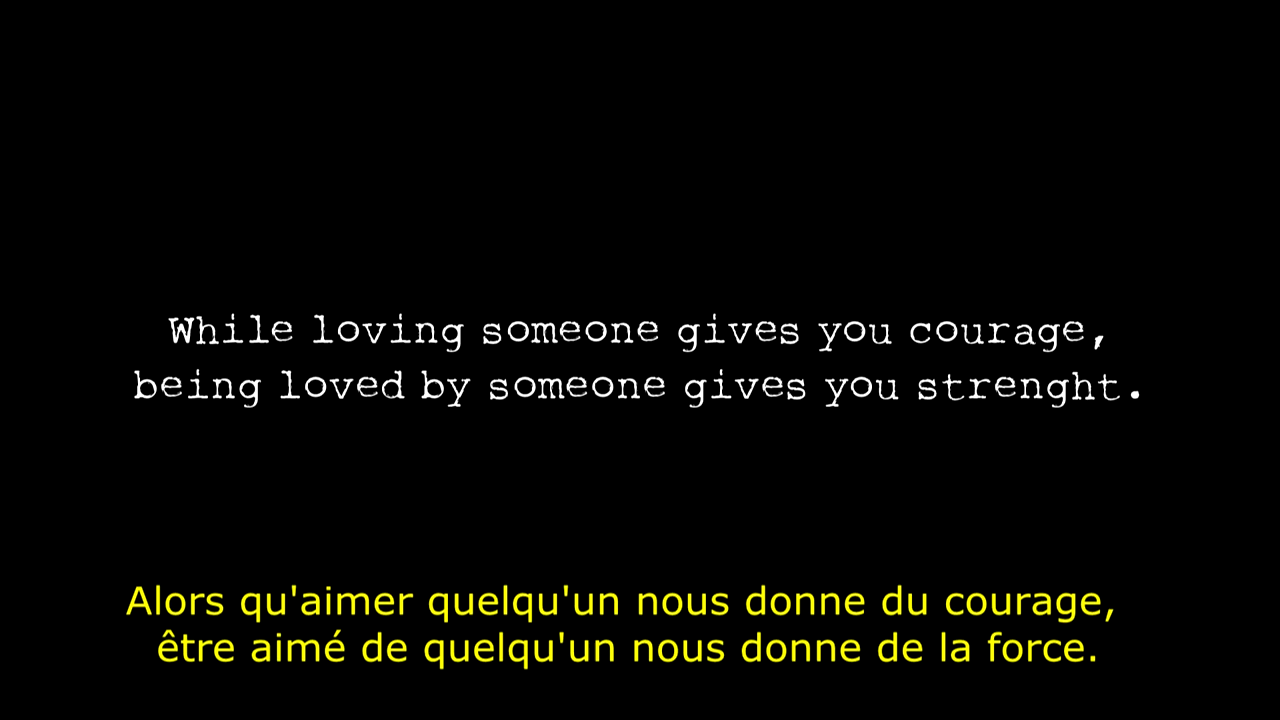 While loving someone gives you courage,
being loved by someone gives you strenght.
Alors qu'aimer quelqu'un nous donne du courage,
être aimé de quelqu'un nous donne de la force.